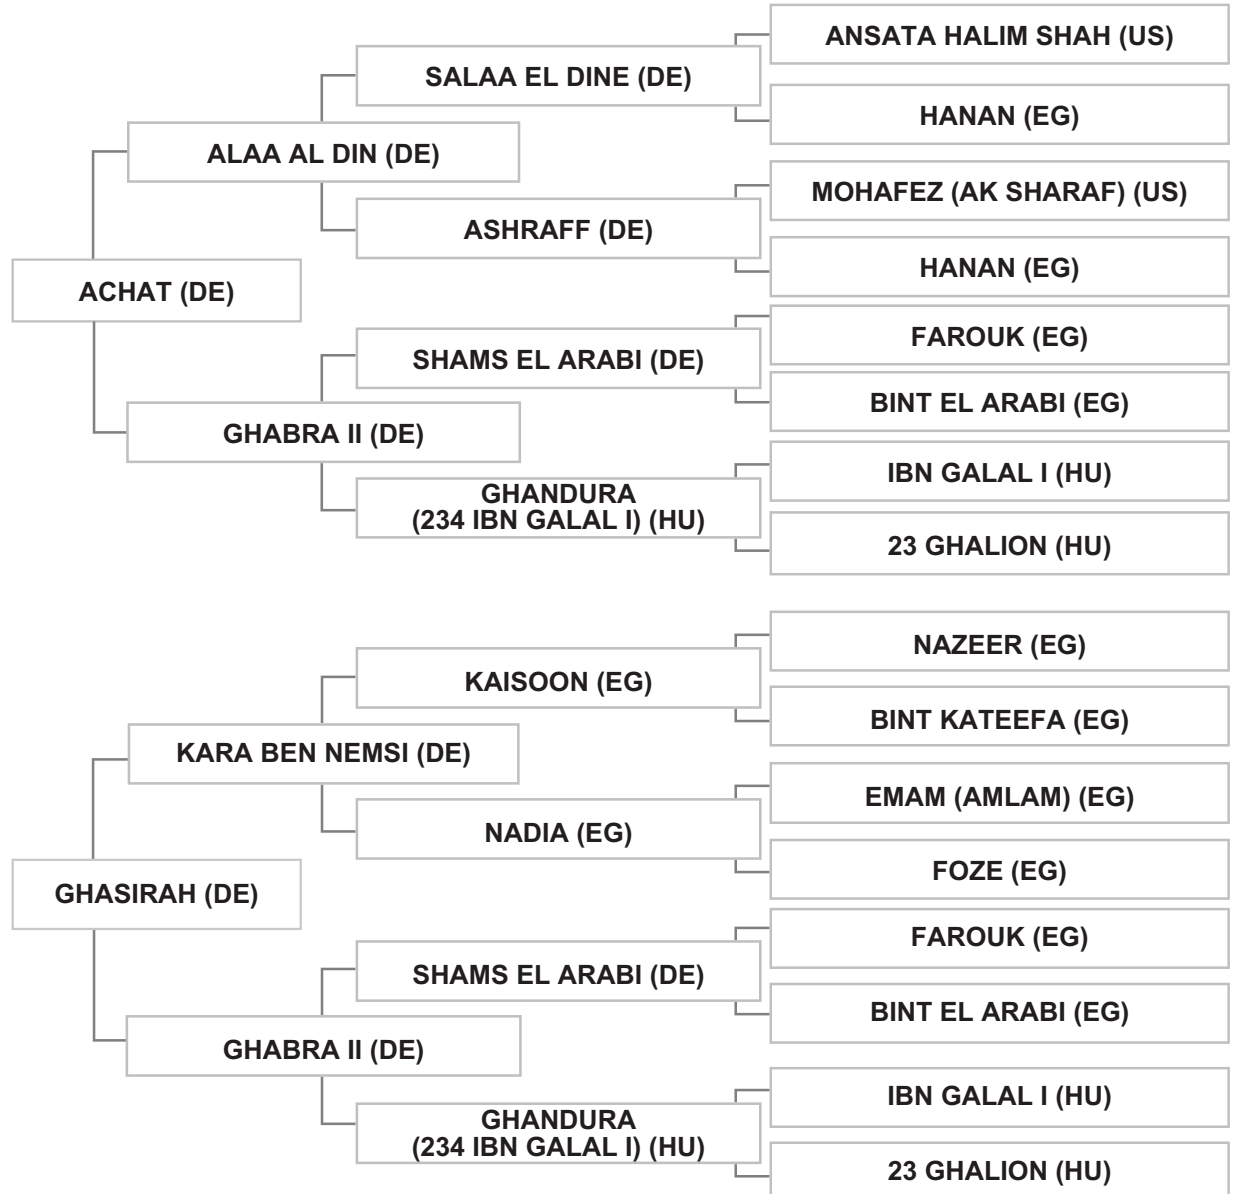 ANSATA HALIM SHAH (US)
SALAA EL DINE (DE)
HANAN (EG)
ALAA AL DIN (DE)
MOHAFEZ (AK SHARAF) (US)
ASHRAFF (DE)
HANAN (EG)
ACHAT (DE)
FAROUK (EG)
SHAMS EL ARABI (DE)
BINT EL ARABI (EG)
GHABRA II (DE)
IBN GALAL I (HU)
GHANDURA
(234 IBN GALAL I) (HU)
23 GHALION (HU)
NAZEER (EG)
KAISOON (EG)
BINT KATEEFA (EG)
KARA BEN NEMSI (DE)
EMAM (AMLAM) (EG)
NADIA (EG)
FOZE (EG)
GHASIRAH (DE)
FAROUK (EG)
SHAMS EL ARABI (DE)
BINT EL ARABI (EG)
GHABRA II (DE)
IBN GALAL I (HU)
GHANDURA
(234 IBN GALAL I) (HU)
23 GHALION (HU)